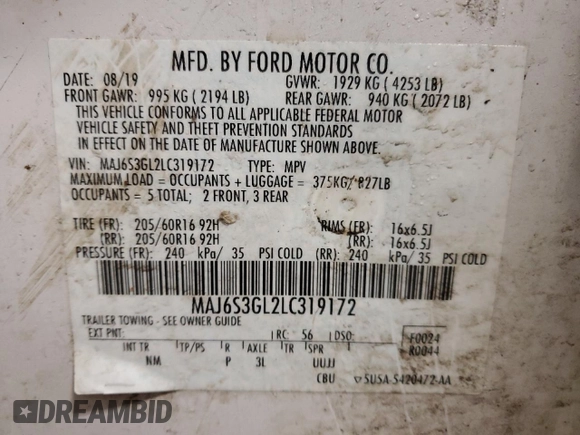 MFD. BY FORD MOTOR CO.
DATE: 08/19 GVWR: 1929 KG ( 4253 LB)
FRONT GAWR: 995 KG ( 2194 LB) REAR GAWR: 940 KG ( 2072 LB)
THIS VEHICLE CONFORMS TO ALL APPLICABLE FEDERAL MOTOR
VEHICLE SAFETY AND THEFT PREVENTION STANDARDS
IN EFFECT ON THE DATE OF MANUFACTURE SHOWN ABOVE.
VIN: MAJ6S3GL2LC319172 TYPE: MPV
MAXIMUM LOAD = OCCUPANTS + LUGGAGE = 375KG/ 827LB
OCCUPANTS = 5 TOTAL; 2 FRONT, 3 REAR
TIRE (FR): 205/60R16 92H RIMS (FR): 16x6.5J
(RR): 205/60R16 92H (RR): 16x6.5J
PRESSURE (FR): 240 kPa/ 35 PSI COLD (RR): 240 kPa/ 35 PSI COLD
MAJ6S3GL2LC319172
TRAILER TOWING - SEE OWNER GUIDE
EXT PNT: RC: 56 DSO: F0024
R0044
INT TR TP/PS R AXLE TR SPR
NM P 3L UUJJ
CBU ▽ SU5A-5420472-AA
DREAMBID